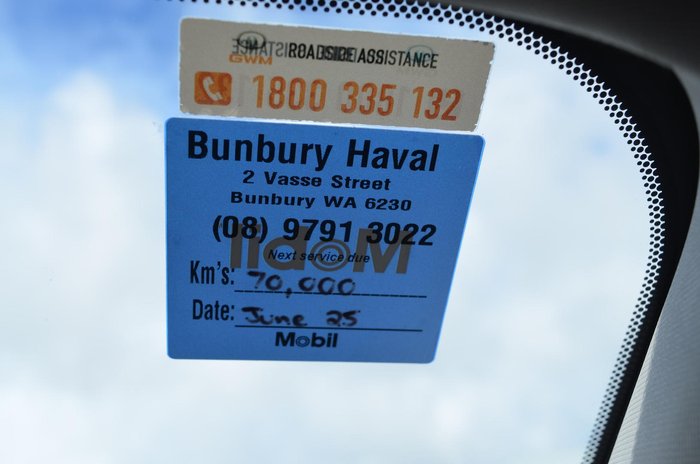 ROADSIDE ASSISTANCE
GWM
1800 335 132
Bunbury Haval
2 Vasse Street
Bunbury WA 6230
(08) 9791 3022
Mobil
Next service due
Km's: 70,000
Date: June 25
Mobil